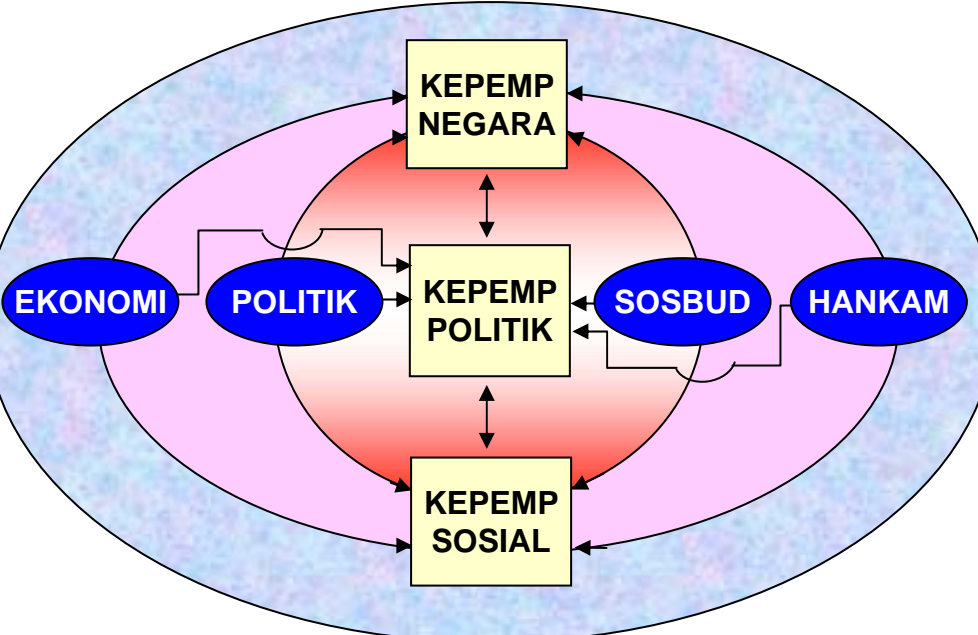 KEPEMP
NEGARA
EKONOMI
POLITIK
KEPEMP
POLITIK
SOSBUD
HANKAM
KEPEMP
SOSIAL